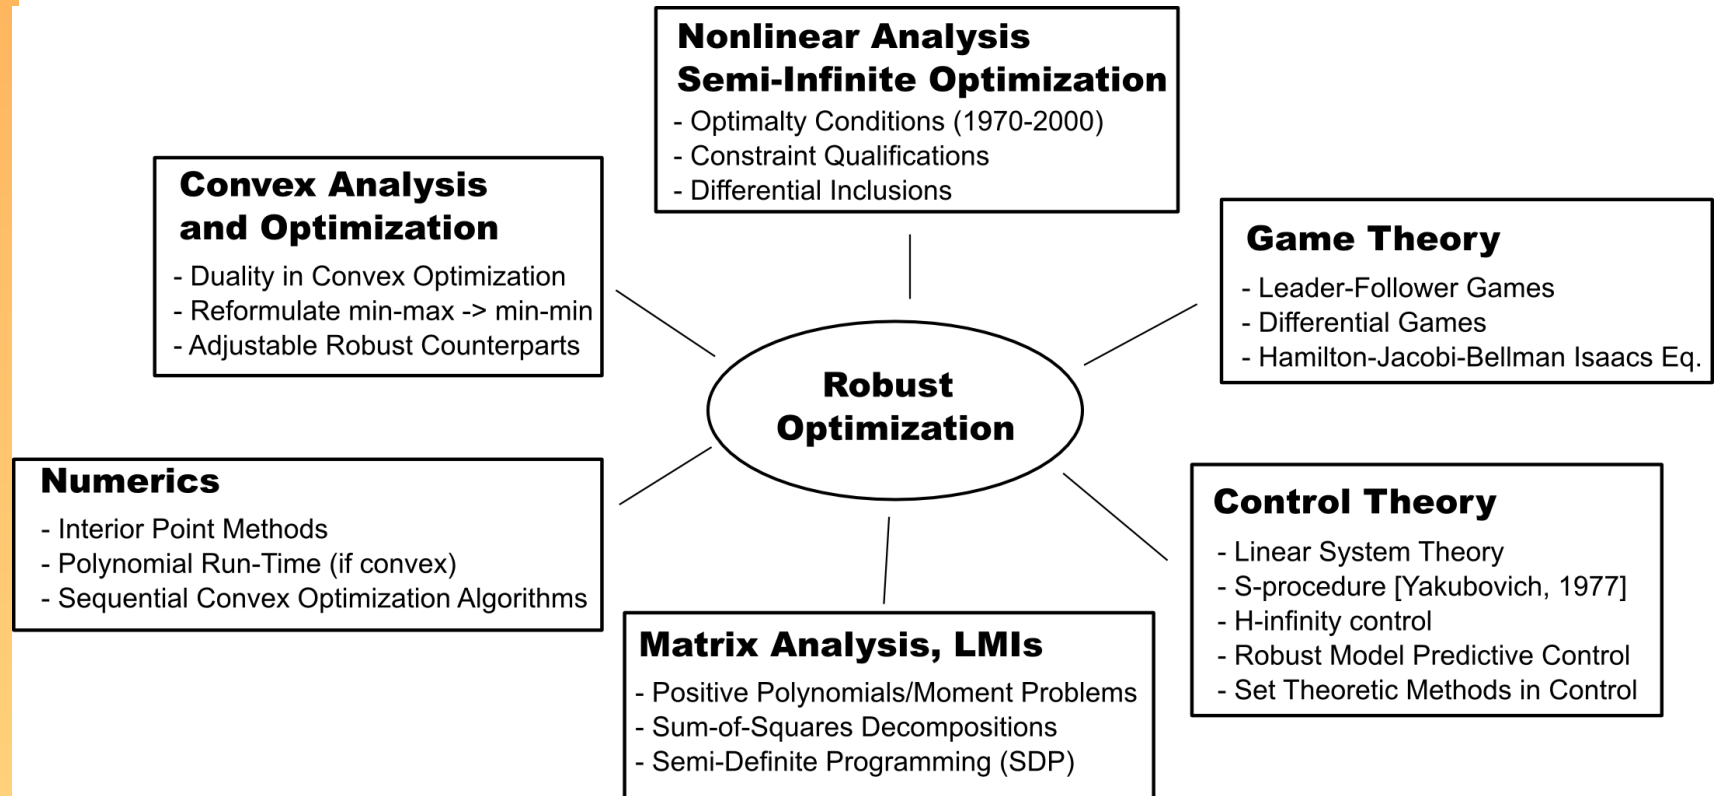 Nonlinear Analysis
Semi-Infinite Optimization
- Optimalty Conditions (1970-2000)
- Constraint Qualifications
- Differential Inclusions
Convex Analysis
and Optimization
- Duality in Convex Optimization
- Reformulate min-max -> min-min
- Adjustable Robust Counterparts
Game Theory
- Leader-Follower Games
- Differential Games
- Hamilton-Jacobi-Bellman Isaacs Eq.
Robust
Optimization
Numerics
- Interior Point Methods
- Polynomial Run-Time (if convex)
- Sequential Convex Optimization Algorithms
Control Theory
- Linear System Theory
- S-procedure [Yakubovich, 1977]
- H-infinity control
- Robust Model Predictive Control
- Set Theoretic Methods in Control
Matrix Analysis, LMIs
- Positive Polynomials/Moment Problems
- Sum-of-Squares Decompositions
- Semi-Definite Programming (SDP)